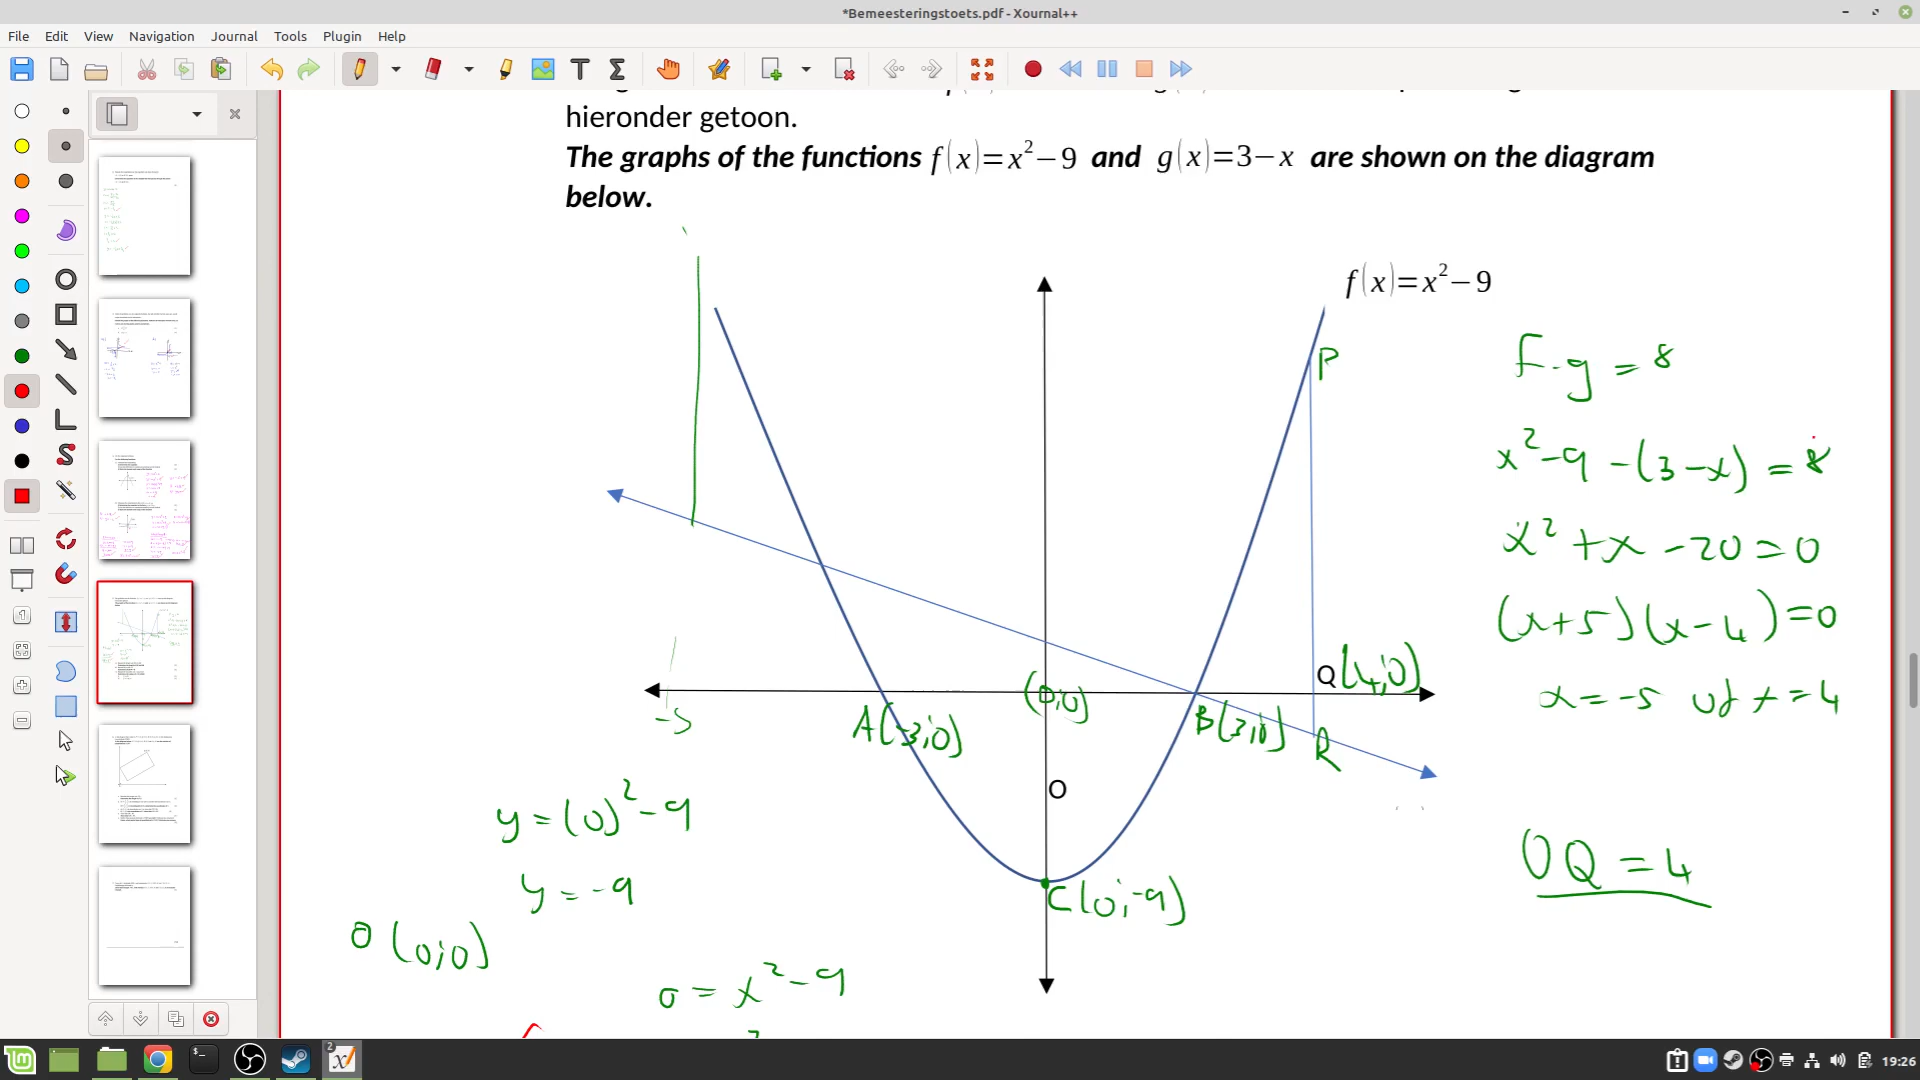 *Bemeesteringstoets.pdf - Xournal++
File Edit View Navigation Journal Tools Plugin Help
hieronder getoon.
The graphs of the functions f(x)=x²−9 and g(x)=3−x are shown on the diagram
below.
f(x)=x²−9
P
f-g = 8
x²-9 -(3-x) = 8
x² +x -20 = 0
(x+5)(x-4)=0
Q(4;0)
x=-5 of x=4
(0;0)
-5
A(-3;0)
B(3;0)
R
O
y = (0)² - 9
OQ = 4
y = -9
C(0;-9)
O (0;0)
0 = x² - 9
19:26